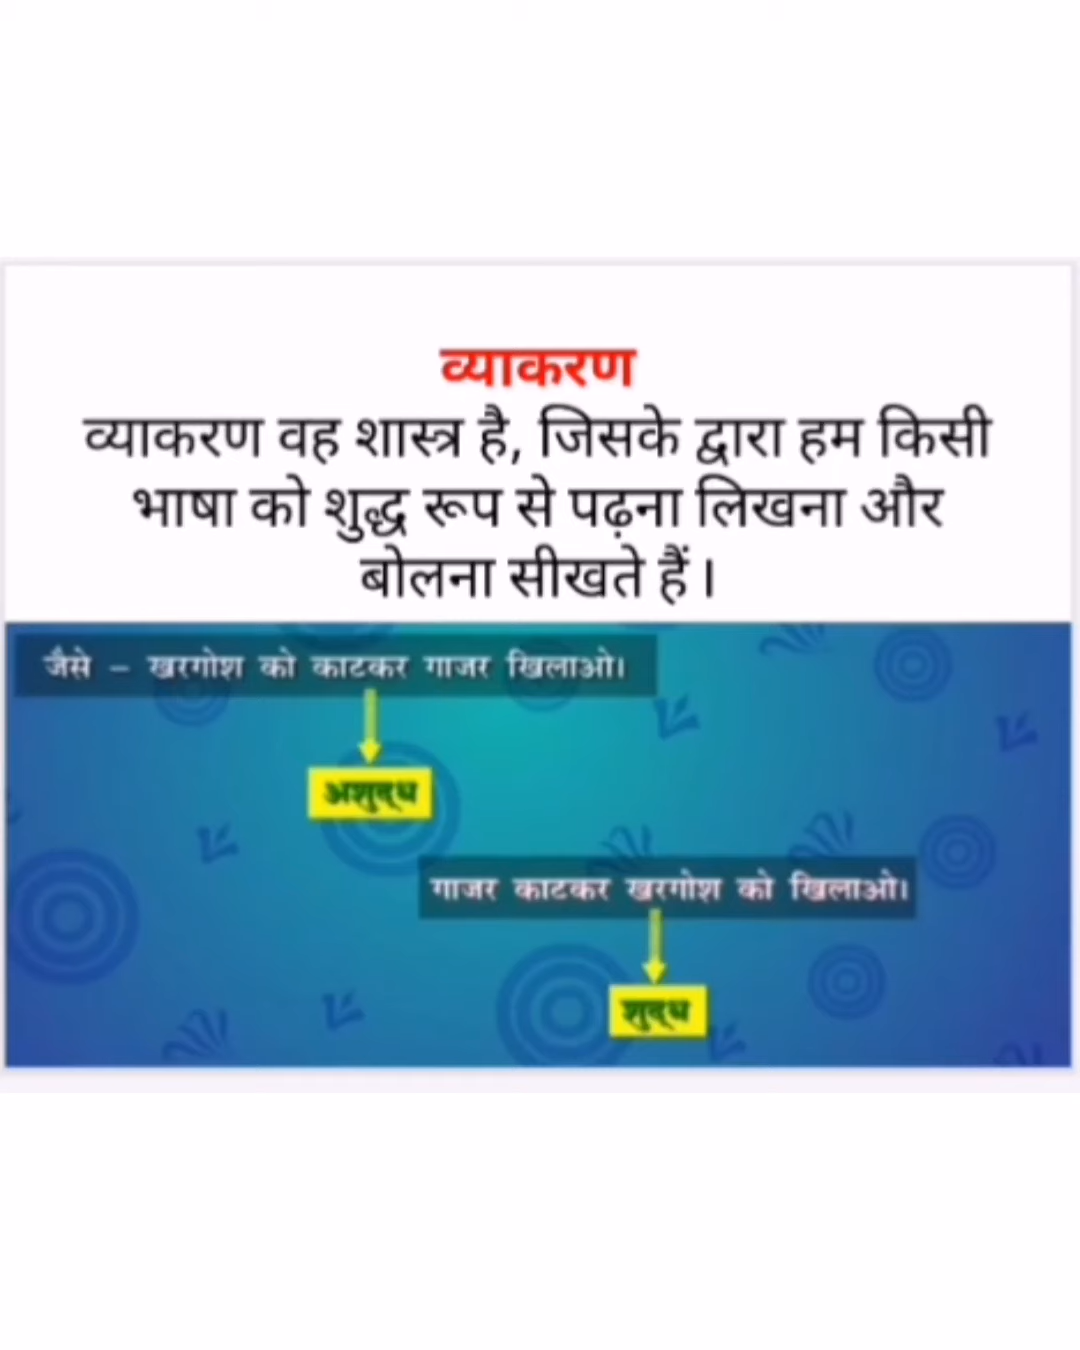 व्याकरण
व्याकरण वह शास्त्र है, जिसके द्वारा हम किसी
भाषा को शुद्ध रूप से पढ़ना लिखना और
बोलना सीखते हैं।
जैसे – खरगोश को काटकर गाजर खिलाओ।
अशुद्ध
गाजर काटकर खरगोश को खिलाओ।
शुद्ध